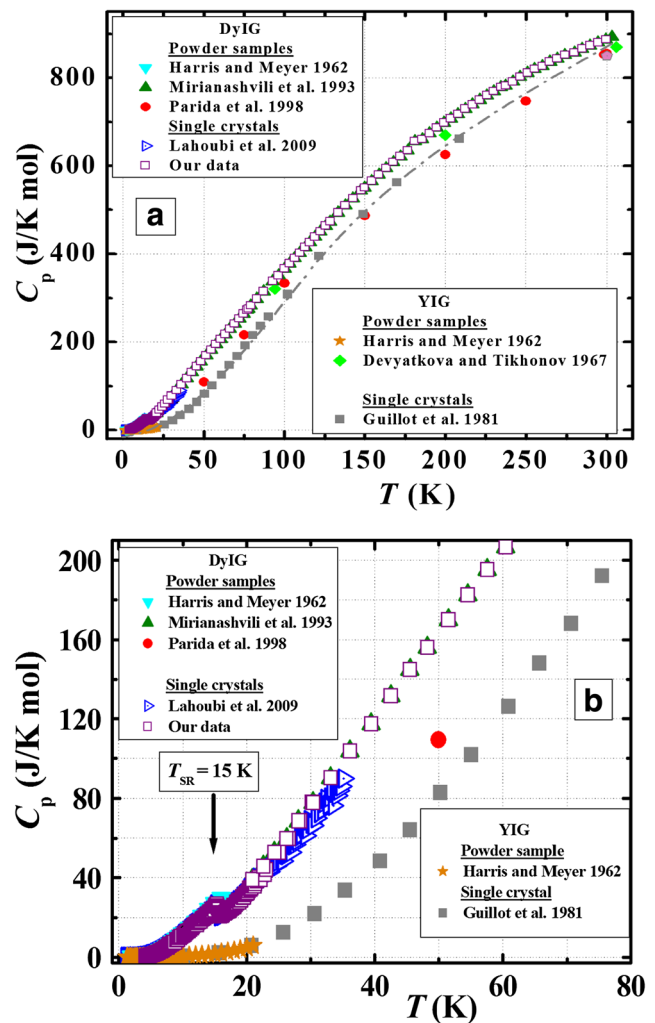 a
DyIG
Powder samples
Harris and Meyer 1962
Mirianashvili et al. 1993
Parida et al. 1998
Single crystals
Lahoubi et al. 2009
Our data
YIG
Powder samples
Harris and Meyer 1962
Devyatkova and Tikhonov 1967
Single crystals
Guillot et al. 1981
Cp (J/K mol)
800
600
400
200
0
0 50 100 150 200 250 300
T (K)
b
DyIG
Powder samples
Harris and Meyer 1962
Mirianashvili et al. 1993
Parida et al. 1998
Single crystals
Lahoubi et al. 2009
Our data
TSR = 15 K
YIG
Powder sample
Harris and Meyer 1962
Single crystal
Guillot et al. 1981
Cp (J/K mol)
200
160
120
80
40
0
0 20 40 60 80
T (K)